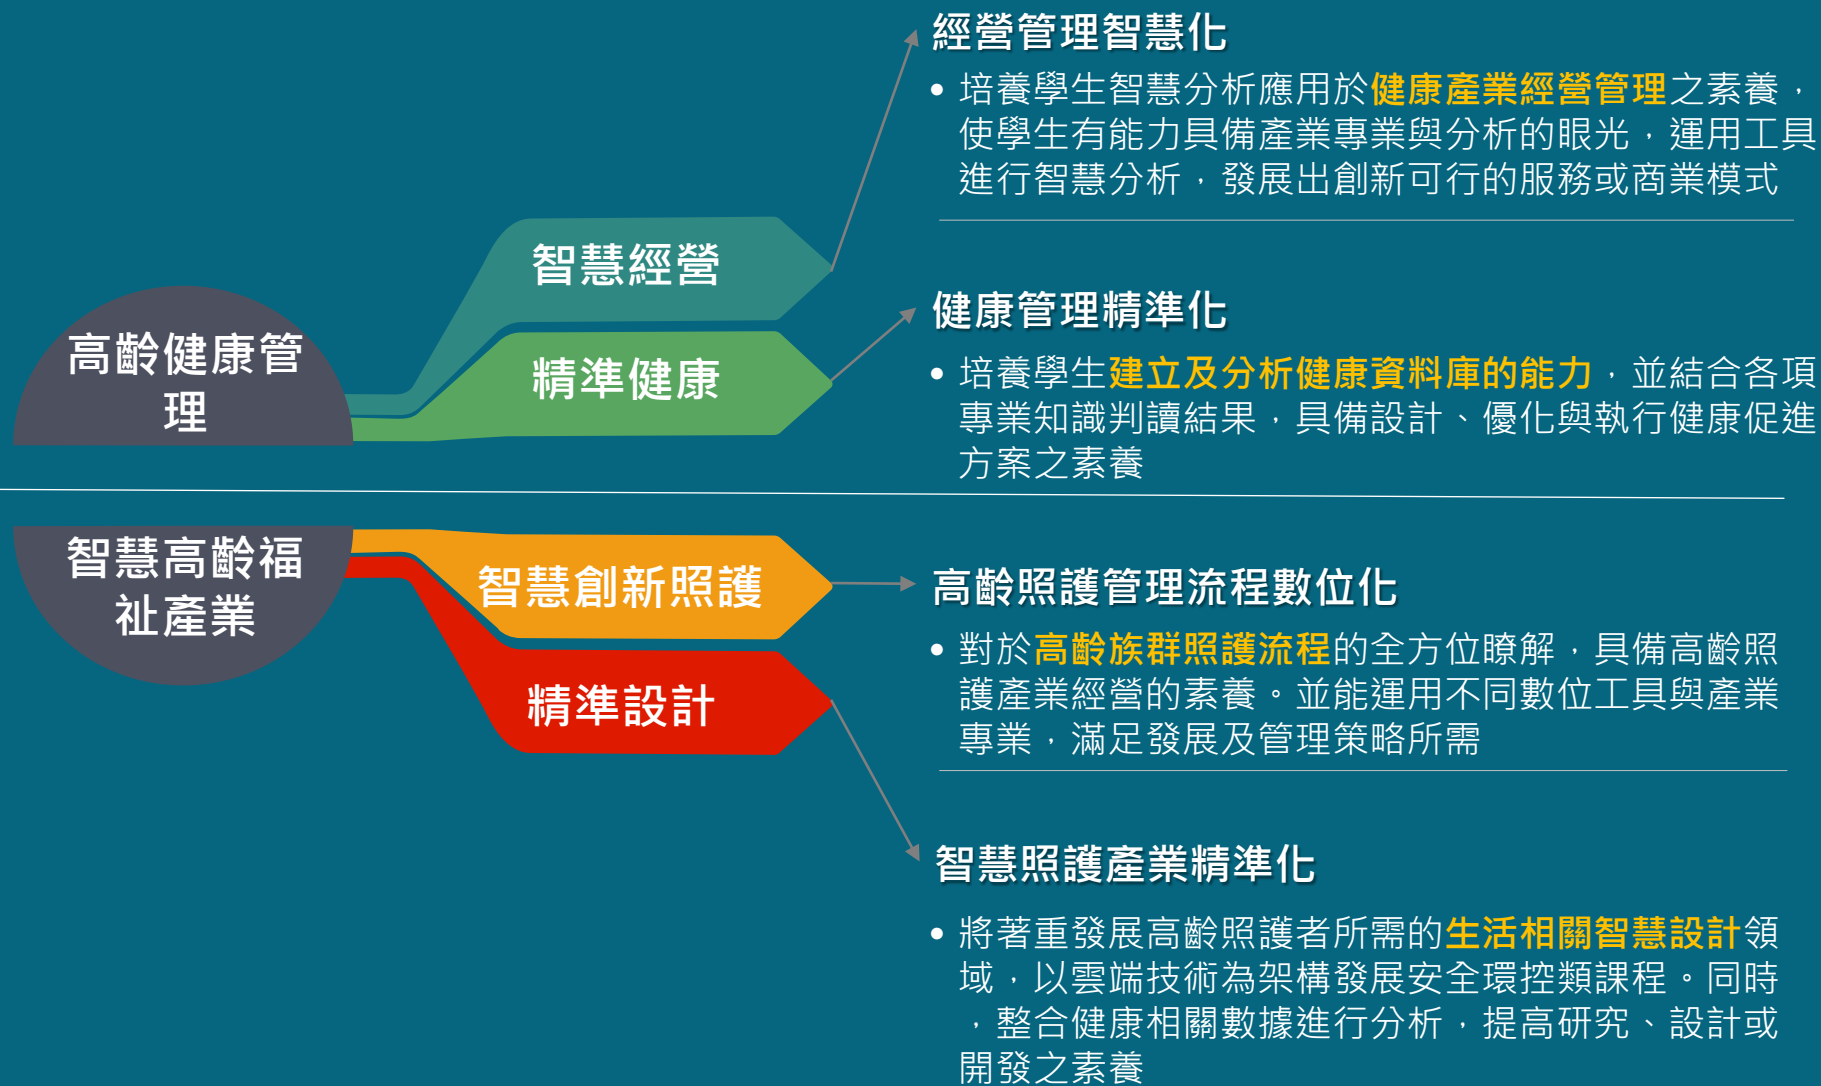 高齡健康管
理
智慧經營
精準健康
經營管理智慧化
• 培養學生智慧分析應用於健康產業經營管理之素養，
使學生有能力具備產業專業與分析的眼光，運用工具
進行智慧分析，發展出創新可行的服務或商業模式
健康管理精準化
• 培養學生建立及分析健康資料庫的能力，並結合各項
專業知識判讀結果，具備設計、優化與執行健康促進
方案之素養
智慧高齡福
祉產業
智慧創新照護
精準設計
高齡照護管理流程數位化
• 對於高齡族群照護流程的全方位瞭解，具備高齡照
護產業經營的素養。並能運用不同數位工具與產業
專業，滿足發展及管理策略所需
智慧照護產業精準化
• 將著重發展高齡照護者所需的生活相關智慧設計領
域，以雲端技術為架構發展安全環控類課程。同時
，整合健康相關數據進行分析，提高研究、設計或
開發之素養